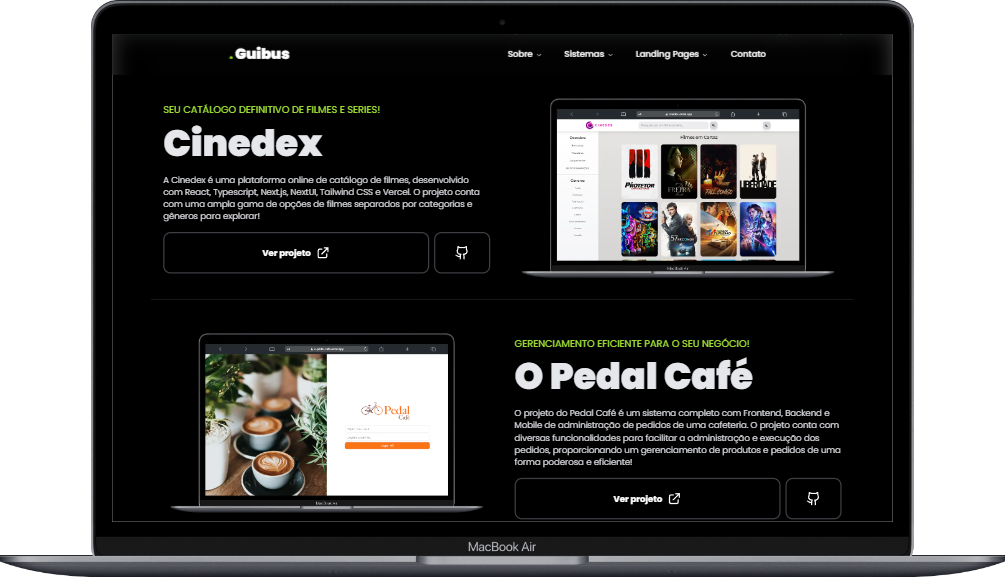 .Guibus
Sobre
Sistemas
Landing Pages
Contato
SEU CATÁLOGO DEFINITIVO DE FILMES E SERIES!
Cinedex
A Cinedex é uma plataforma online de catálogo de filmes, desenvolvido
com React, Typescript, Next.js, NextUI, Tailwind CSS e Vercel. O projeto conta
com uma ampla gama de opções de filmes separados por categorias e
gêneros para explorar!
Ver projeto
CINEDEX
Filmes em Cartaz
PROTETOR
LIBERDADE
MacBook Air
GERENCIAMENTO EFICIENTE PARA O SEU NEGÓCIO!
O Pedal Café
O projeto do Pedal Café é um sistema completo com Frontend, Backend e
Mobile de administração de pedidos de uma cafeteria. O projeto conta com
diversas funcionalidades para facilitar a administração e execução dos
pedidos, proporcionando um gerenciamento de produtos e pedidos de uma
forma poderosa e eficiente!
Ver projeto
Pedal
Café
MacBook Air
MacBook Air